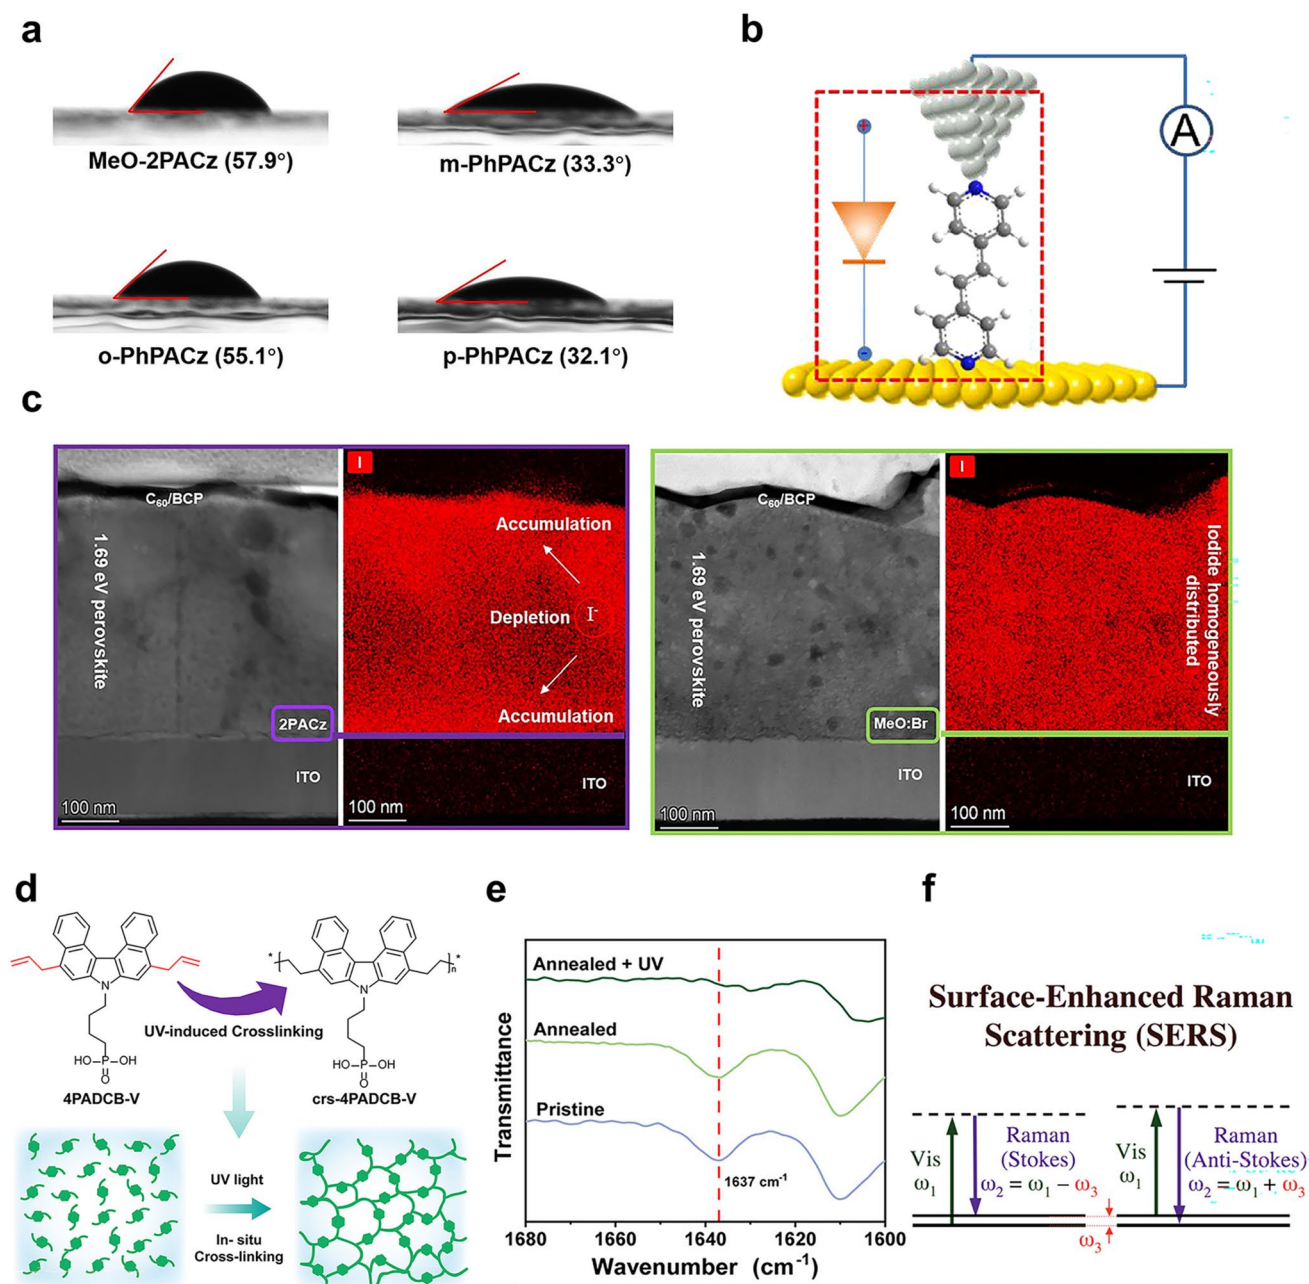 a
MeO-2PACz (57.9°)
m-PhPACz (33.3°)
o-PhPACz (55.1°)
p-PhPACz (32.1°)
b
+
A
-
c
C60/BCP
1.69 eV perovskite
2PACz
ITO
100 nm
I
Accumulation
Depletion I-
Accumulation
ITO
C60/BCP
1.69 eV perovskite
MeO:Br
ITO
100 nm
I
Iodide homogeneously
distributed
ITO
100 nm
d
N
HO-P-OH
O
4PADCB-V
UV-induced Crosslinking
*
*
n
N
HO-P-OH
O
crs-4PADCB-V
UV light
In- situ
Cross-linking
e
Annealed + UV
Annealed
Pristine
1637 cm-1
Transmittance
1680 1660 1640 1620 1600
Wavenumber (cm-1)
f
Surface-Enhanced Raman
Scattering (SERS)
Vis
ω1
Raman
(Stokes)
ω2 = ω1 − ω3
ω3
Vis
ω1
Raman
(Anti-Stokes)
ω2 = ω1 + ω3